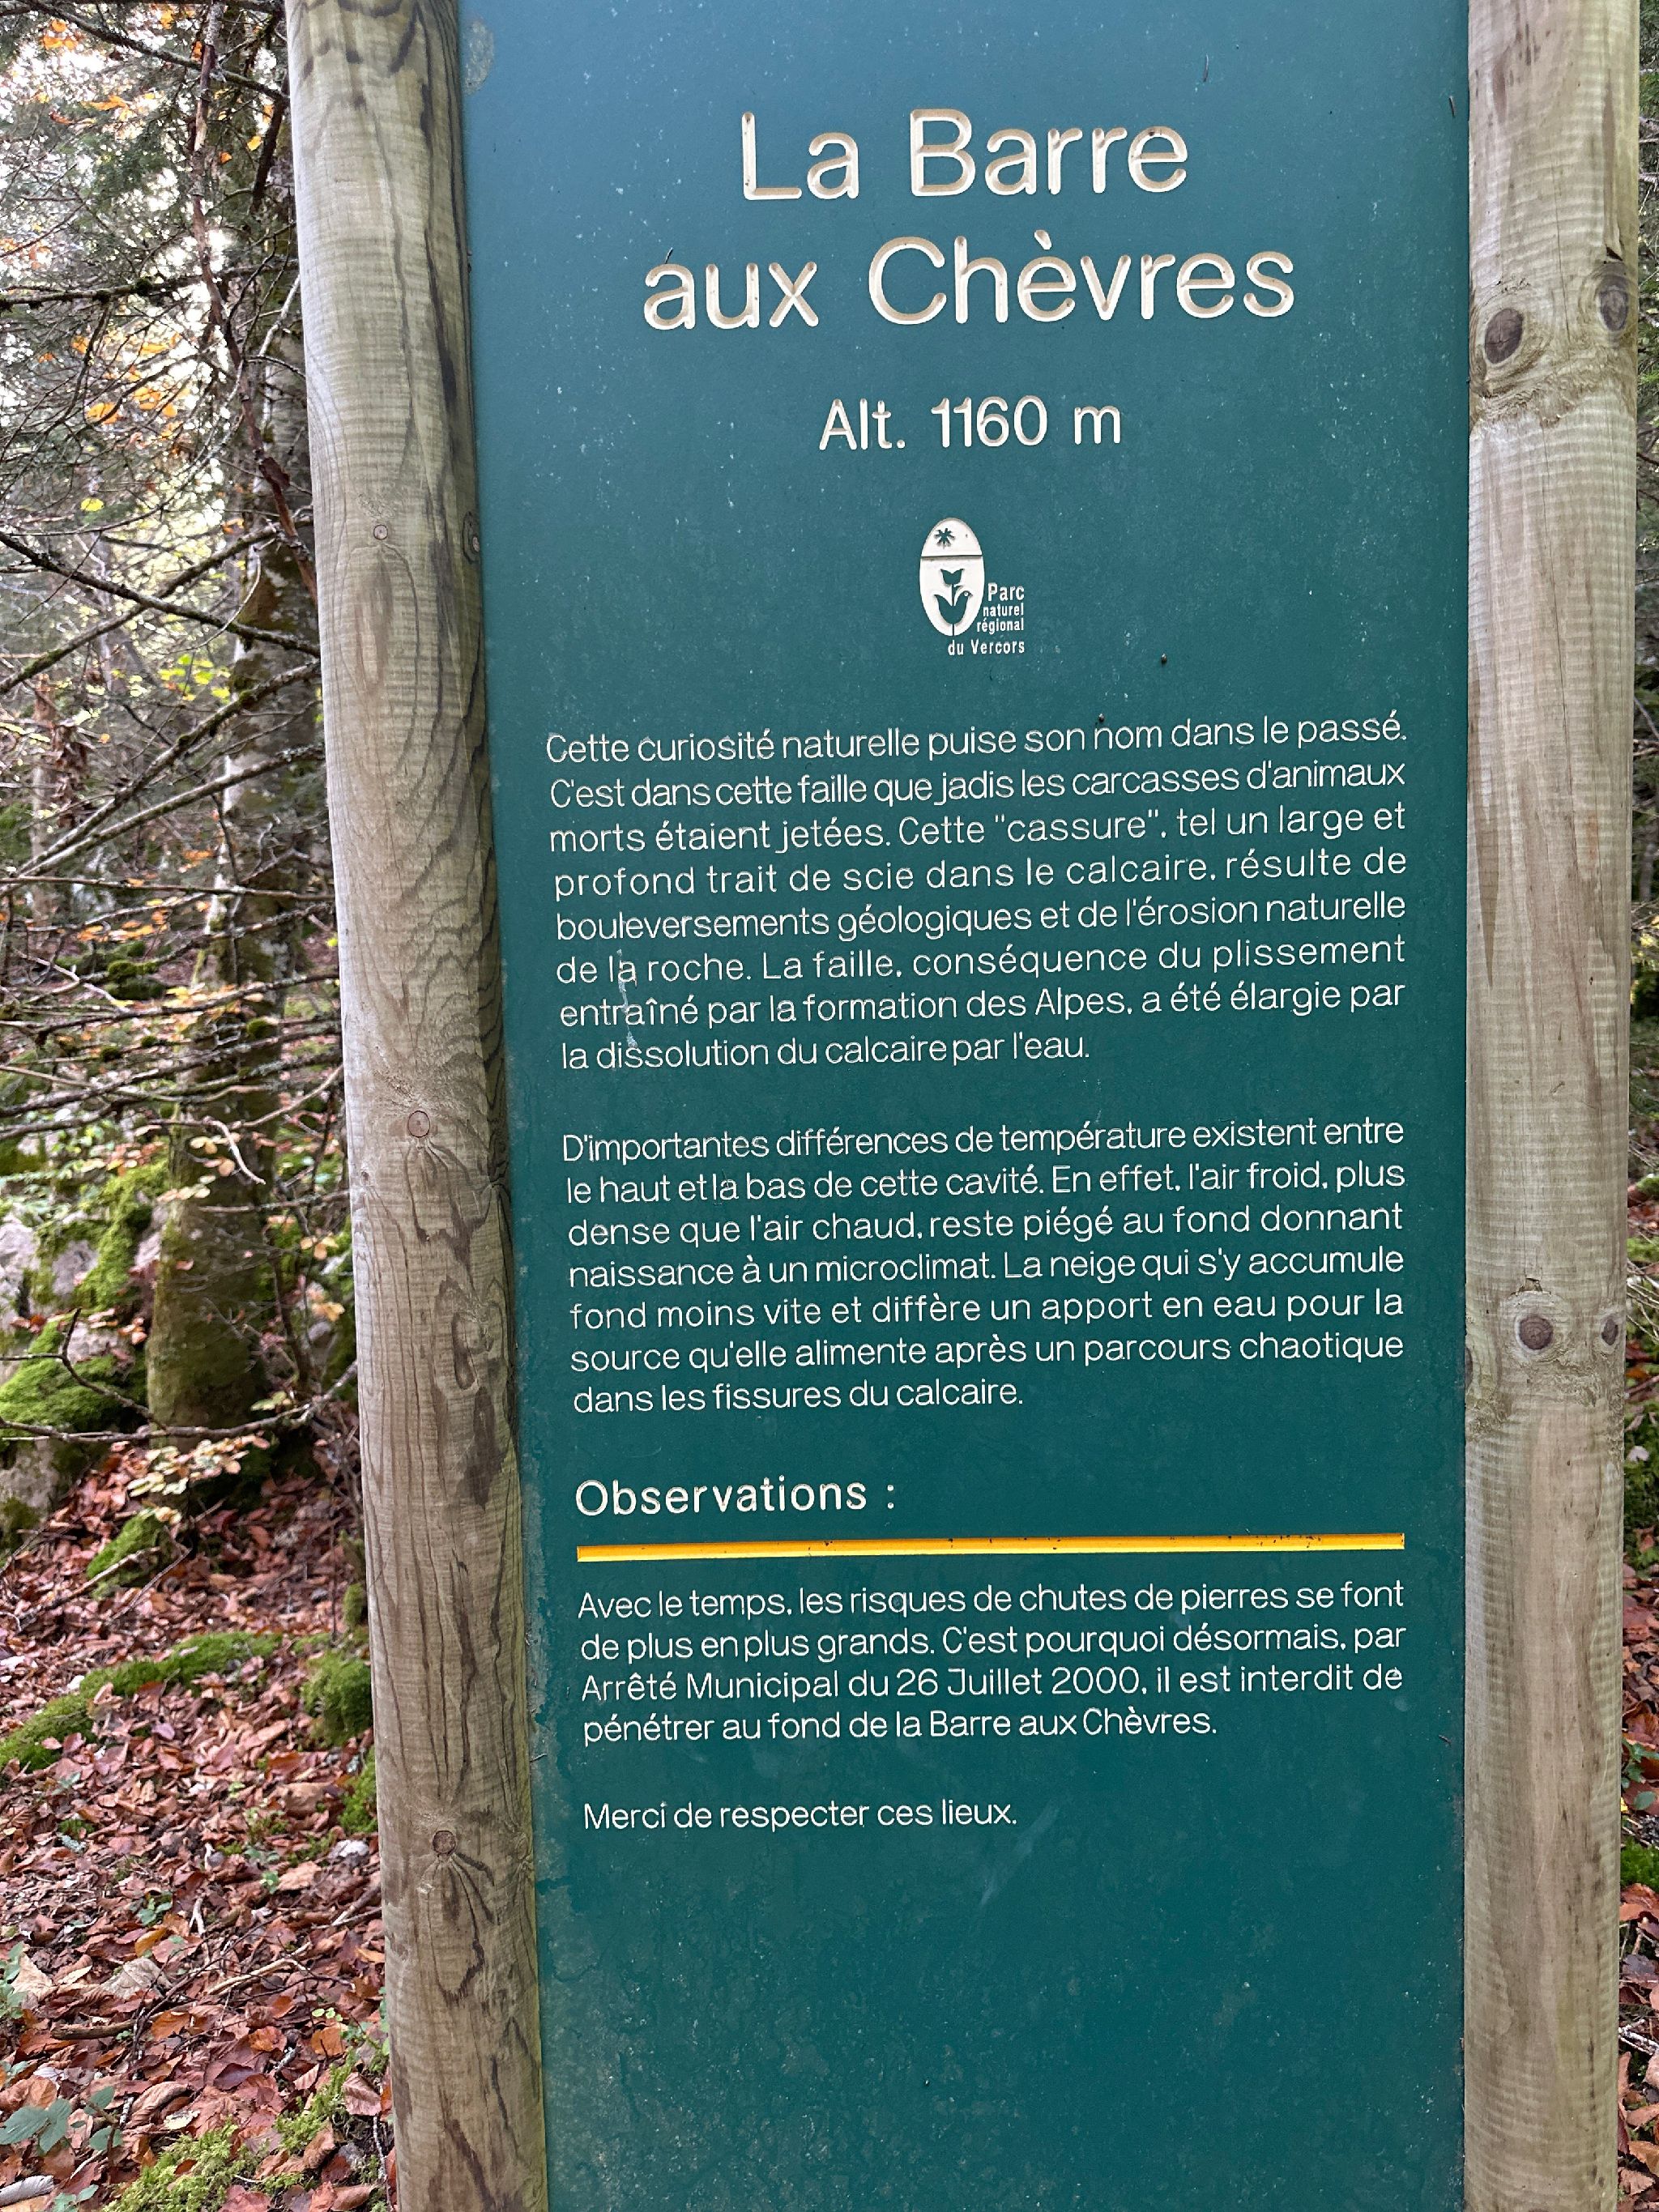 La Barre
aux Chèvres
Alt. 1160 m
Parc
naturel
régional
du Vercors
Cette curiosité naturelle puise son nom dans le passé.
C'est dans cette faille que jadis les carcasses d'animaux
morts étaient jetées. Cette "cassure", tel un large et
profond trait de scie dans le calcaire, résulte de
bouleversements géologiques et de l'érosion naturelle
de la roche. La faille, conséquence du plissement
entraîné par la formation des Alpes, a été élargie par
la dissolution du calcaire par l'eau.
D'importantes différences de température existent entre
le haut et la bas de cette cavité. En effet, l'air froid, plus
dense que l'air chaud, reste piégé au fond donnant
naissance à un microclimat. La neige qui s'y accumule
fond moins vite et diffère un apport en eau pour la
source qu'elle alimente après un parcours chaotique
dans les fissures du calcaire.
Observations :
Avec le temps, les risques de chutes de pierres se font
de plus en plus grands. C'est pourquoi désormais, par
Arrêté Municipal du 26 Juillet 2000, il est interdit de
pénétrer au fond de la Barre aux Chèvres.
Merci de respecter ces lieux.